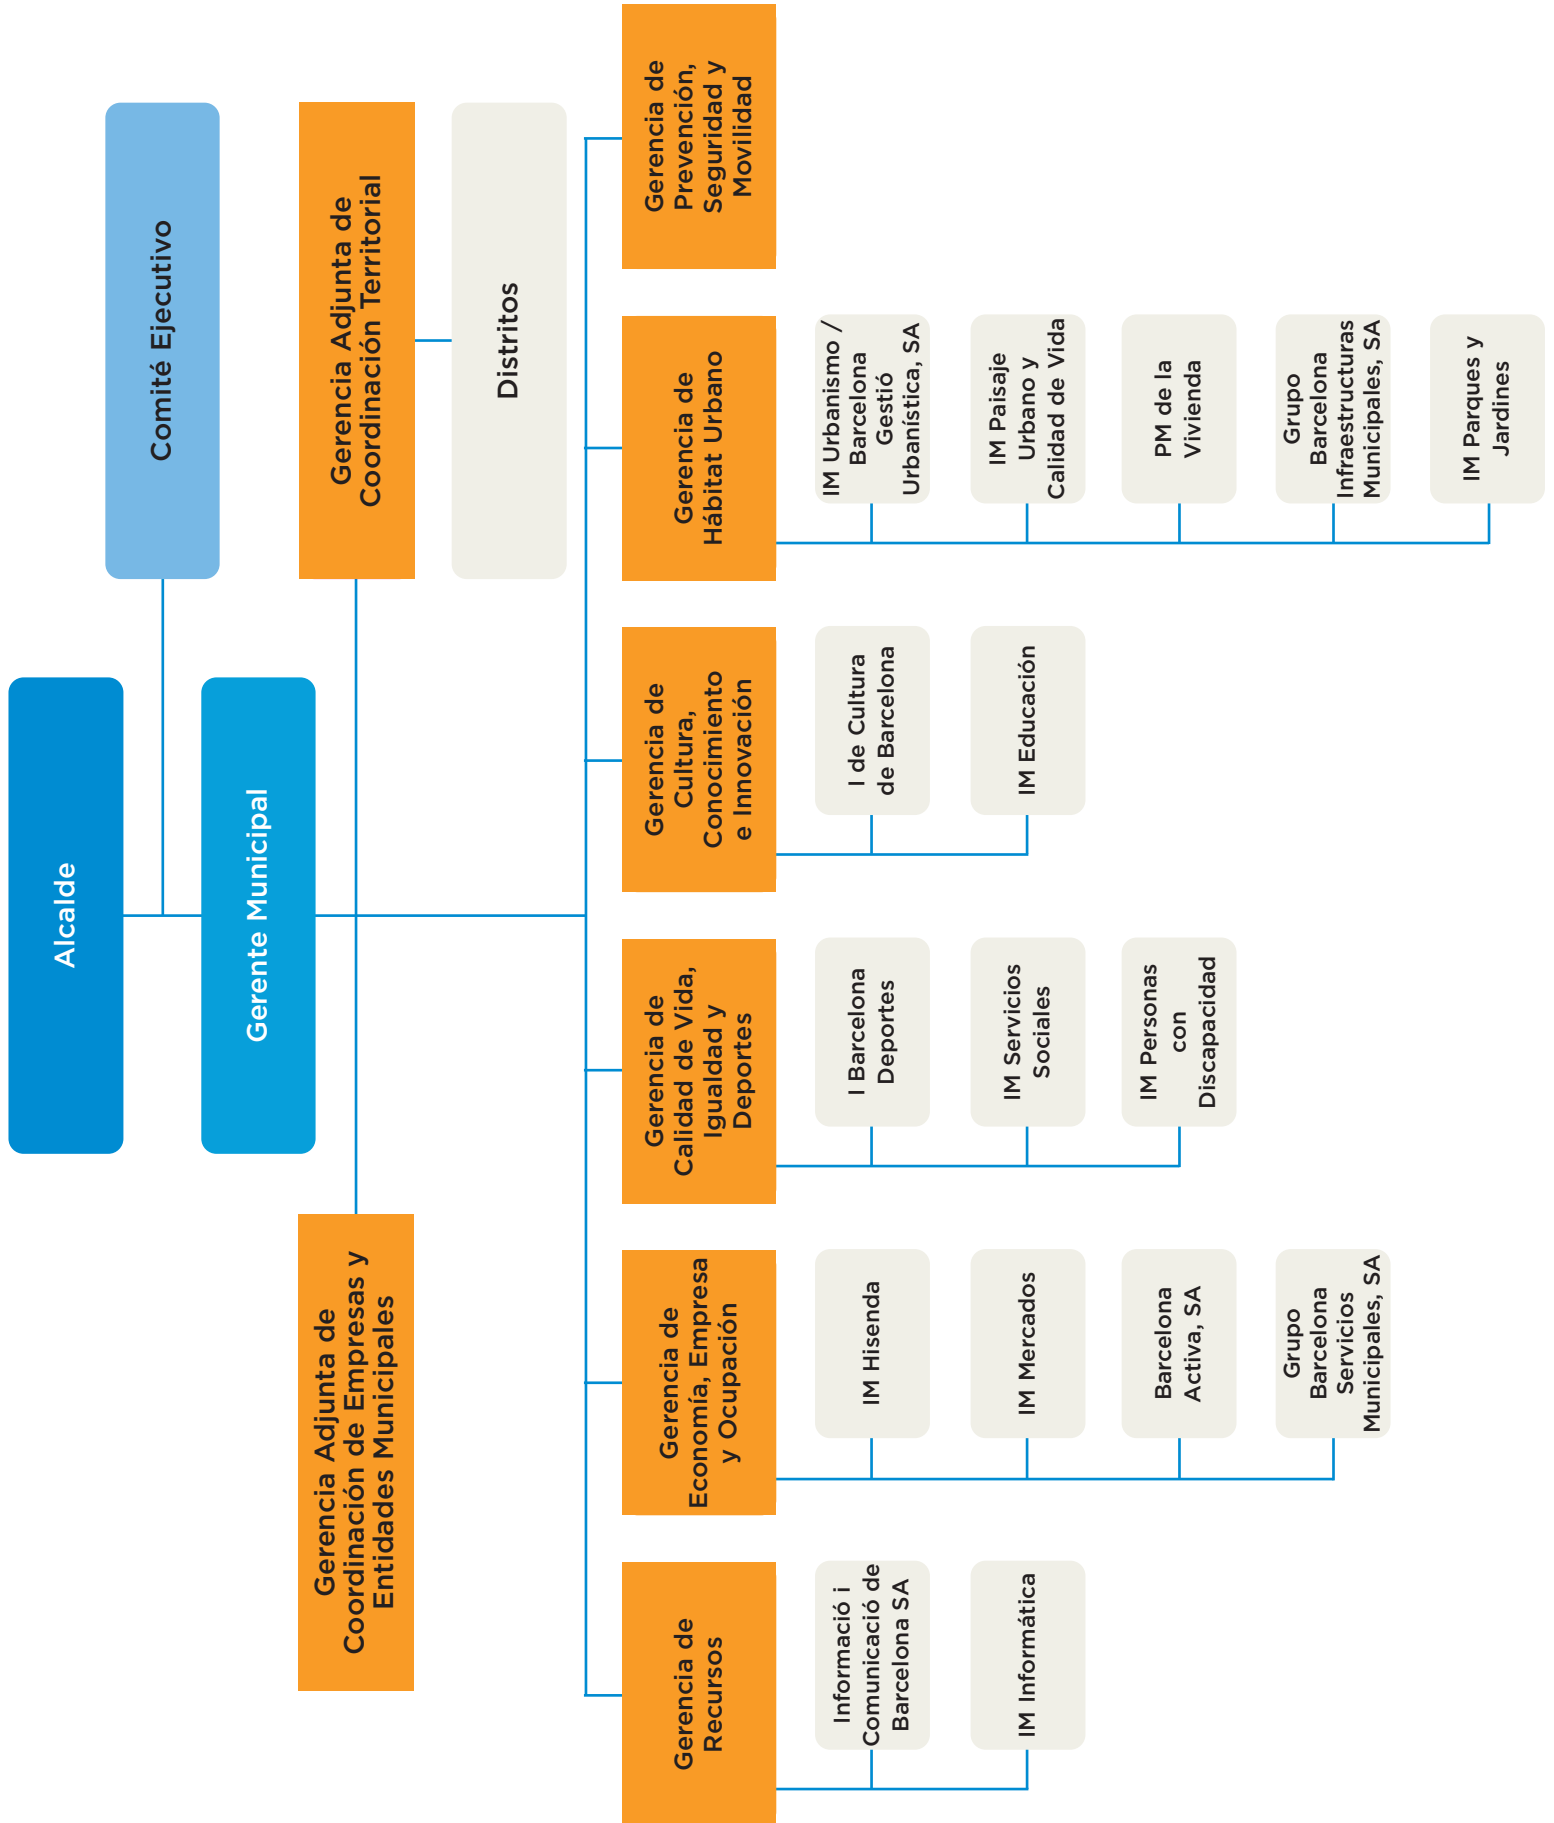 Alcalde
Comité Ejecutivo
Gerente Municipal
Gerencia Adjunta de
Coordinación de Empresas y
Entidades Municipales
Gerencia Adjunta de
Coordinación Territorial
Distritos
Gerencia de
Recursos
Informació i
Comunicació de
Barcelona SA
IM Informática
Gerencia de
Economía, Empresa
y Ocupación
IM Hisenda
IM Mercados
Barcelona
Activa, SA
Grupo
Barcelona
Servicios
Municipales, SA
Gerencia de
Calidad de Vida,
Igualdad y
Deportes
I Barcelona
Deportes
IM Servicios
Sociales
IM Personas
con
Discapacidad
Gerencia de
Cultura,
Conocimiento
e Innovación
I de Cultura
de Barcelona
IM Educación
Gerencia de
Hábitat Urbano
IM Urbanismo /
Barcelona
Gestió
Urbanística, SA
IM Paisaje
Urbano y
Calidad de Vida
PM de la
Vivienda
Grupo
Barcelona
Infraestructuras
Municipales, SA
IM Parques y
Jardines
Gerencia de
Prevención,
Seguridad y
Movilidad